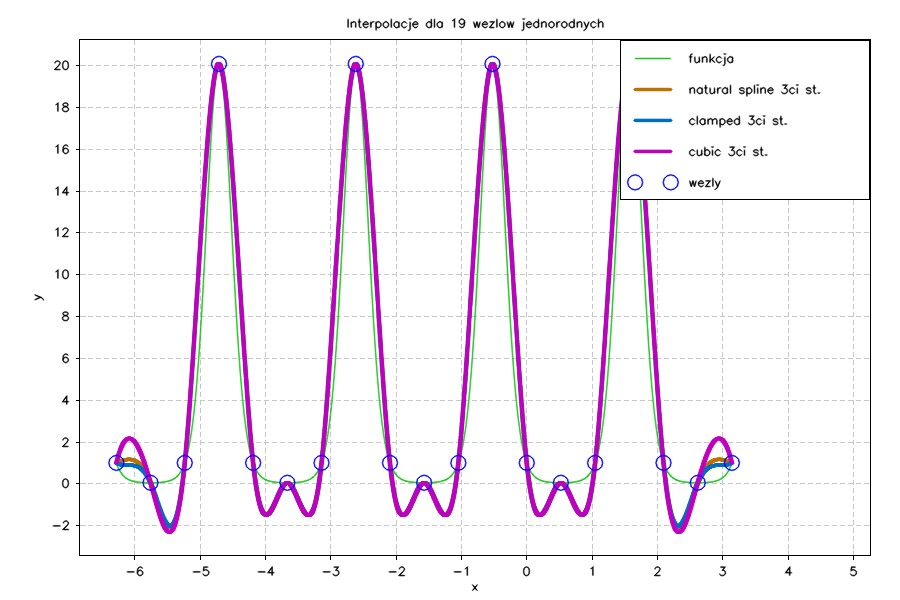 Interpolacje dla 19 wezlow jednorodnych
funkcja
natural spline 3ci st.
clamped 3ci st.
cubic 3ci st.
wezly
20
18
16
14
12
10
8
6
4
2
0
−2
y
−6 −5 −4 −3 −2 −1 0 1 2 3 4 5
x